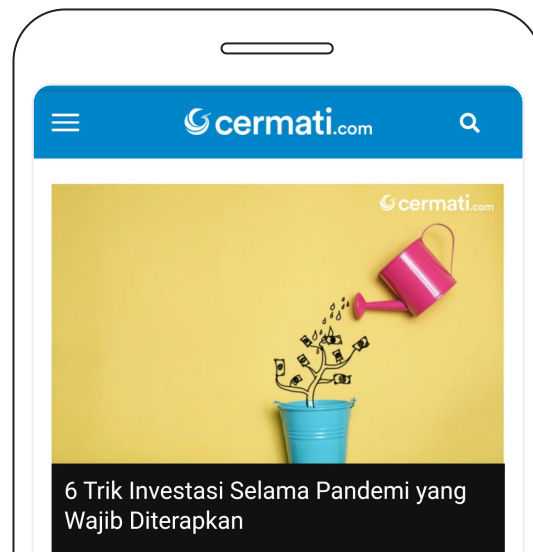 cermati.com
cermati.com
6 Trik Investasi Selama Pandemi yang
Wajib Diterapkan